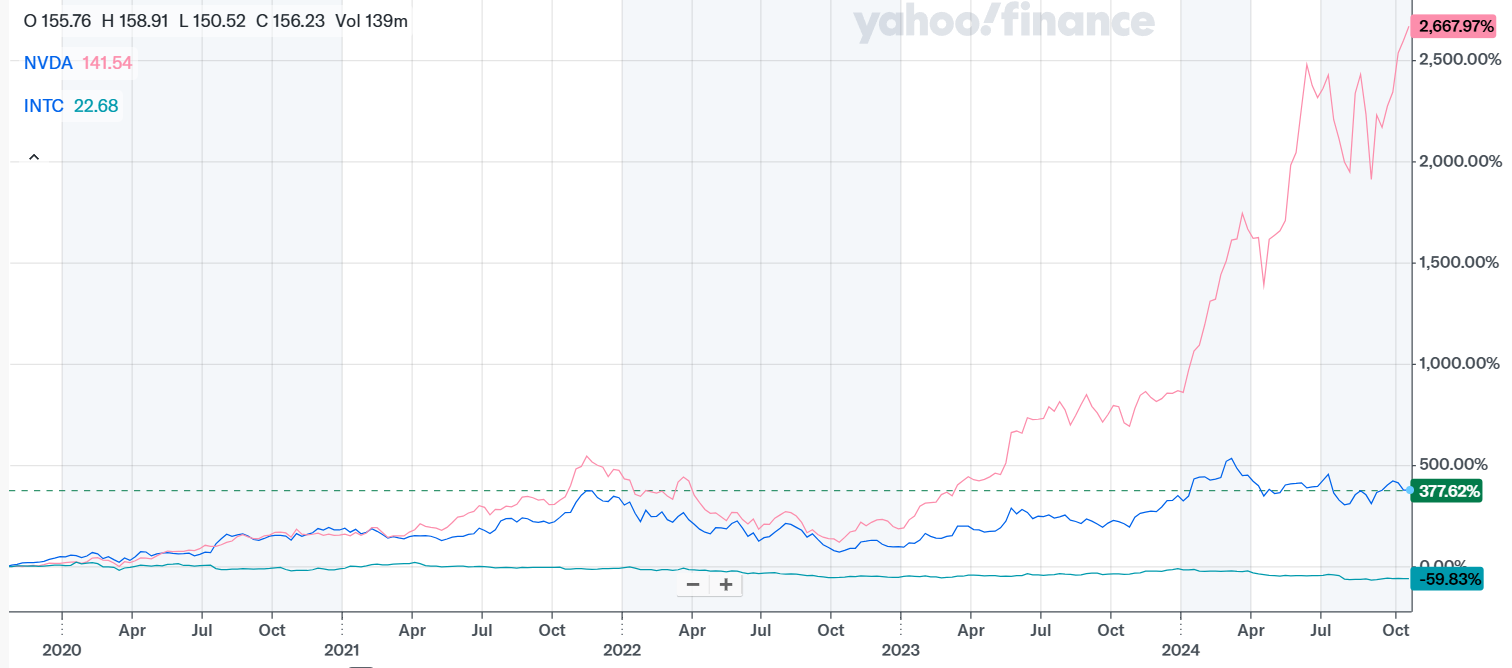 O 155.76 H 158.91 L 150.52 C 156.23 Vol 139m
yahoo!finance
2,667.97%
NVDA 141.54
2,500.00%
INTC 22.68
2,000.00%
1,500.00%
1,000.00%
500.00%
377.62%
0.00%
-59.83%
− +
Apr Jul Oct Apr Jul Oct Apr Jul Oct Apr Jul Oct Apr Jul Oct
2020 2021 2022 2023 2024